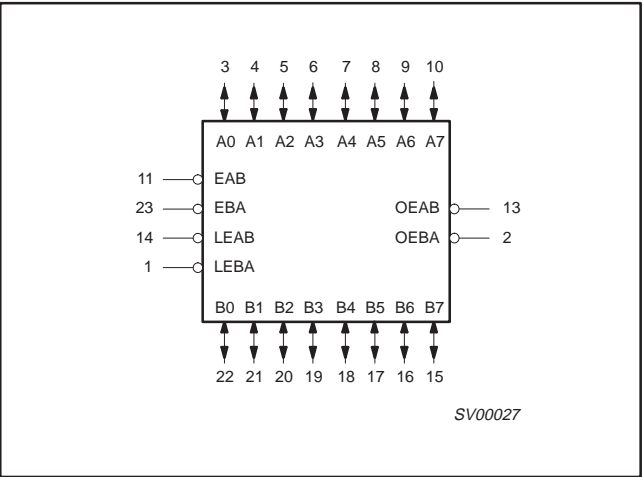 3 4 5 6 7 8 9 10
A0 A1 A2 A3 A4 A5 A6 A7
11 EAB
23 EBA OEAB 13
14 LEAB OEBA 2
1 LEBA
B0 B1 B2 B3 B4 B5 B6 B7
22 21 20 19 18 17 16 15
SV00027